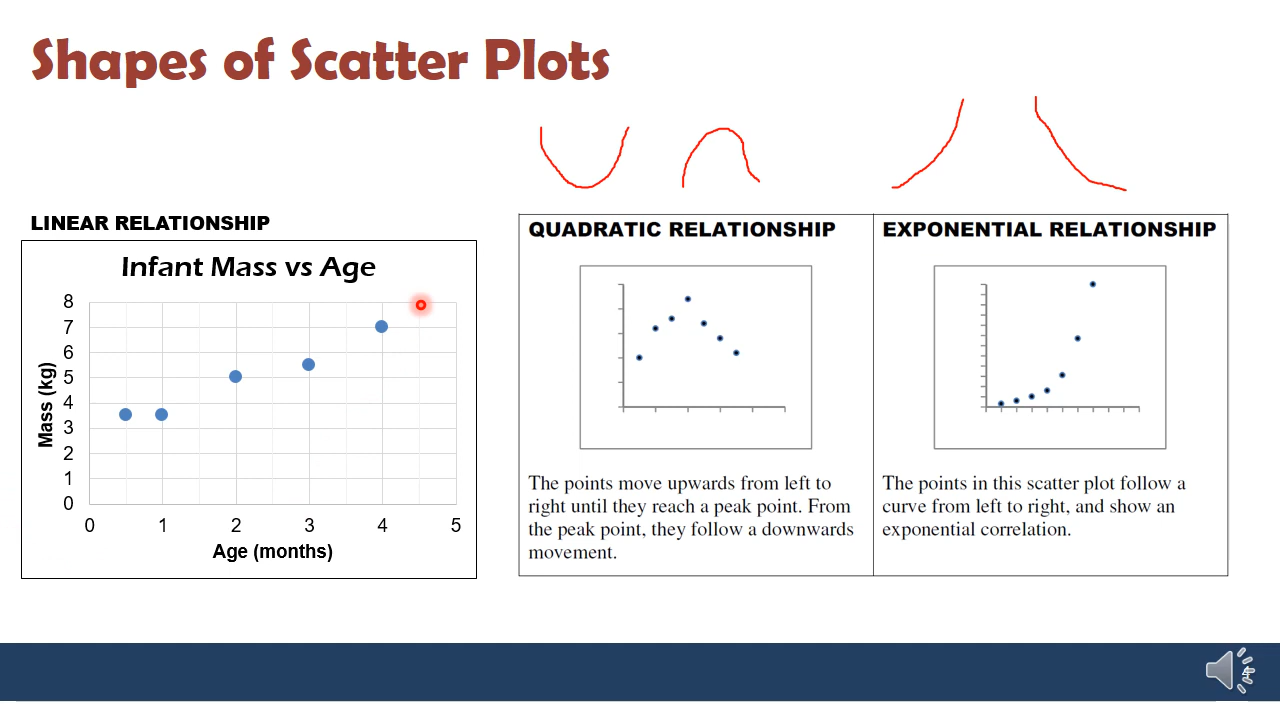 Shapes of Scatter Plots
LINEAR RELATIONSHIP
Infant Mass vs Age
8
7
6
5
4
3
2
1
0
Mass (kg)
0 1 2 3 4 5
Age (months)
QUADRATIC RELATIONSHIP
The points move upwards from left to
right until they reach a peak point. From
the peak point, they follow a downwards
movement.
EXPONENTIAL RELATIONSHIP
The points in this scatter plot follow a
curve from left to right, and show an
exponential correlation.